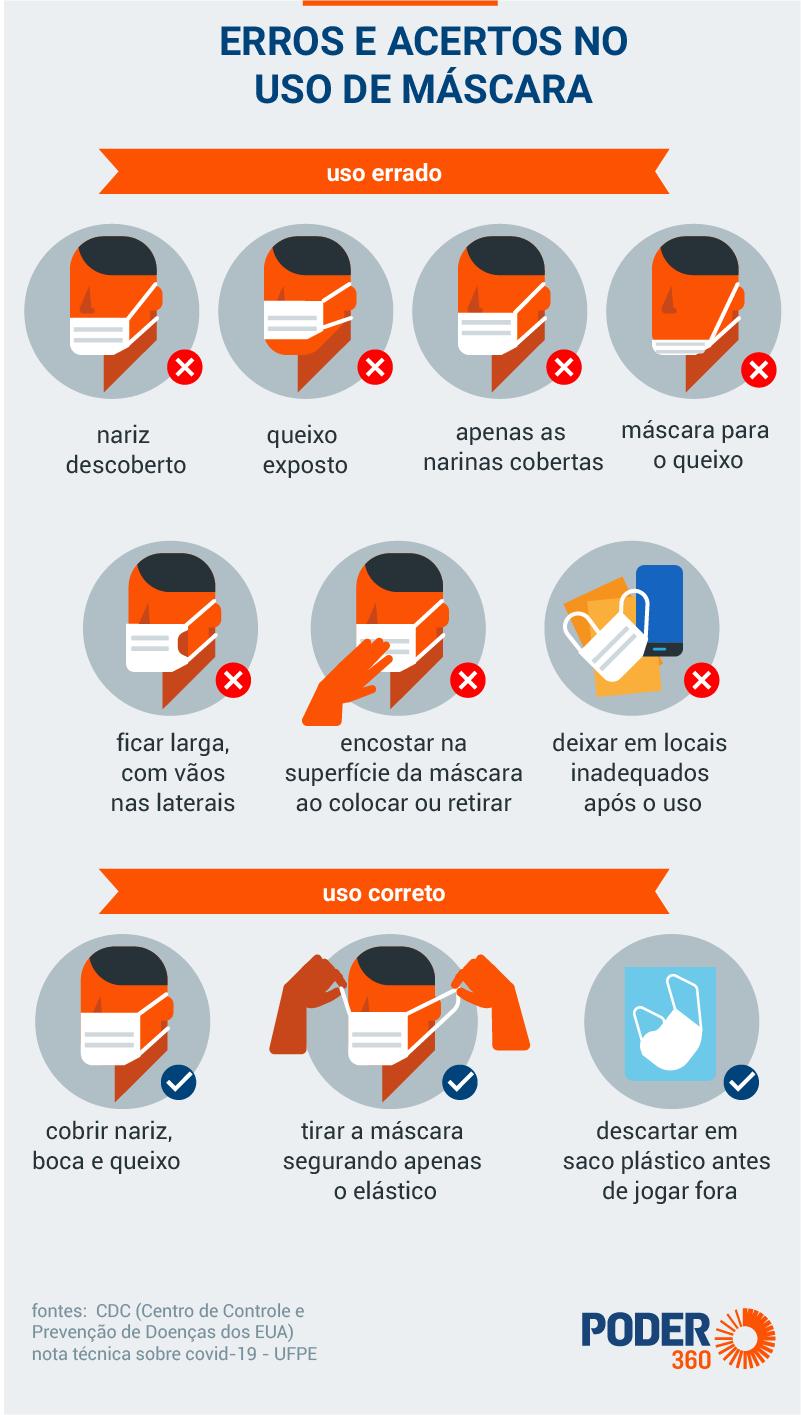 ERROS E ACERTOS NO
USO DE MÁSCARA
uso errado
nariz
descoberto
queixo
exposto
apenas as
narinas cobertas
máscara para
o queixo
ficar larga,
com vãos
nas laterais
encostar na
superfície da máscara
ao colocar ou retirar
deixar em locais
inadequados
após o uso
uso correto
cobrir nariz,
boca e queixo
tirar a máscara
segurando apenas
o elástico
descartar em
saco plástico antes
de jogar fora
fontes: CDC (Centro de Controle e
Prevenção de Doenças dos EUA)
nota técnica sobre covid-19 - UFPE
PODER
360